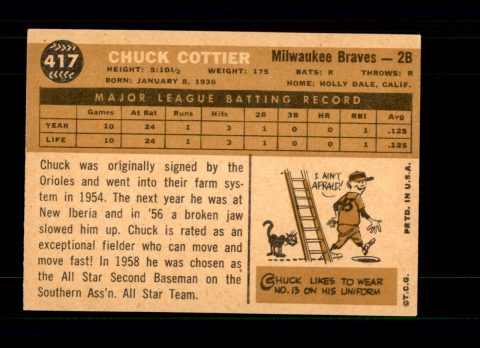 417
CHUCK COTTIER Milwaukee Braves — 2B
HEIGHT: 5:10½ WEIGHT: 175 BATS: R THROWS: R
BORN: JANUARY 8, 1936 HOME: HOLLY DALE, CALIF.
MAJOR LEAGUE BATTING RECORD
Games At Bat Runs Hits 2B 3B HR RBI Avg
YEAR 10 24 1 3 1 0 0 1 .125
LIFE 10 24 1 3 1 0 0 1 .125
Chuck was originally signed by the
Orioles and went into their farm sys-
tem in 1954. The next year he was at
New Iberia and in '56 a broken jaw
slowed him up. Chuck is rated as an
exceptional fielder who can move and
move fast! In 1958 he was chosen as
the All Star Second Baseman on the
Southern Ass'n. All Star Team.
I AIN'T
AFRAID!
13
CHUCK LIKES TO WEAR
NO. 13 ON HIS UNIFORM
©T.C.G. PRTD. IN U.S.A.